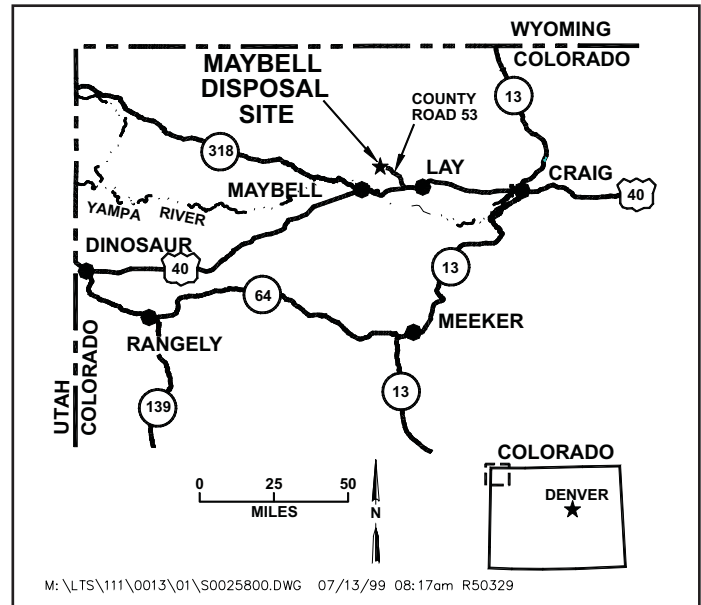 WYOMING
COLORADO
MAYBELL
DISPOSAL
SITE
COUNTY
ROAD 53
13
318
LAY
CRAIG
MAYBELL
40
YAMPA RIVER
DINOSAUR
40
13
64
MEEKER
RANGELY
UTAH
COLORADO
139
13
COLORADO
0 25 50
MILES
N
DENVER
M:\LTS\111\0013\01\S0025800.DWG 07/13/99 08:17am R50329